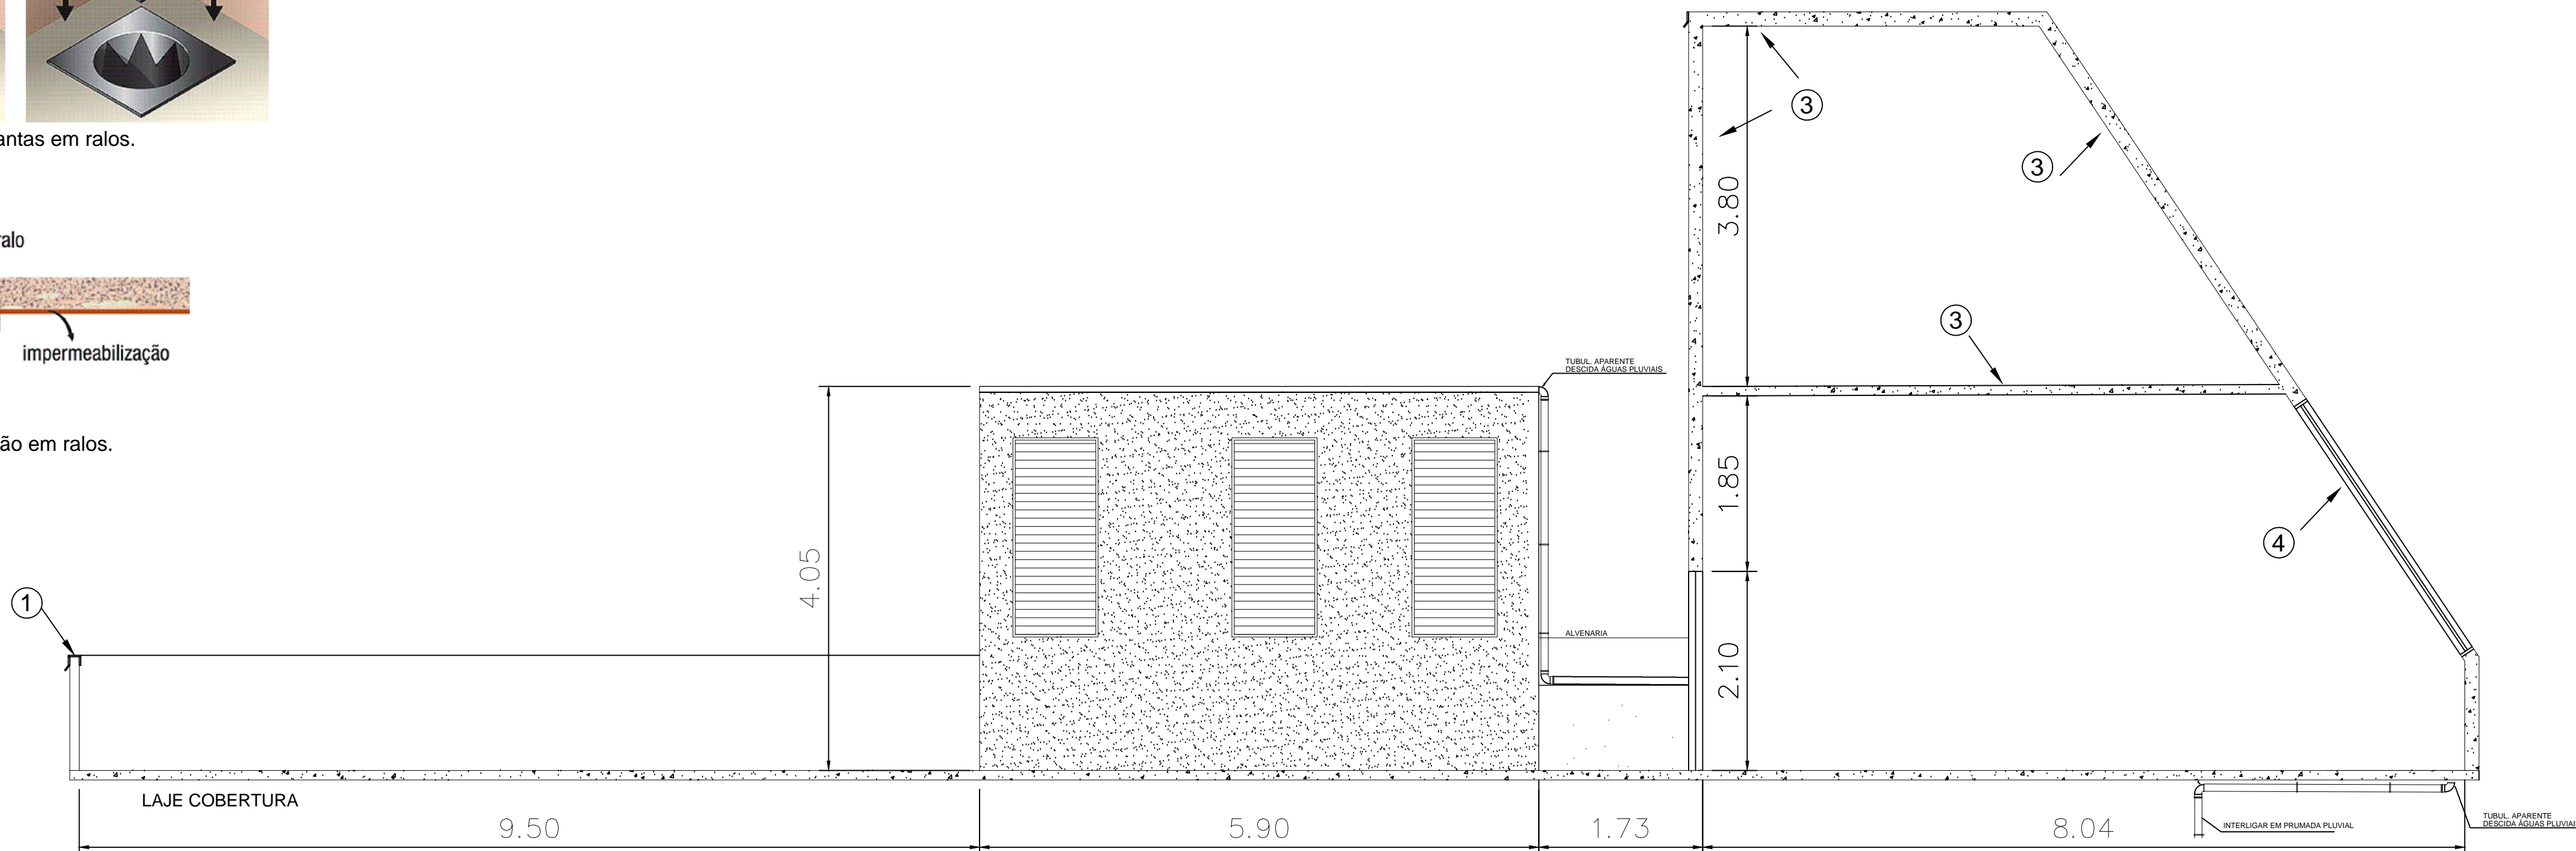 antas em ralos.
ralo
impermeabilização
ão em ralos.
3
3
3
3.80
TUBUL. APARENTE
DESCIDA ÁGUAS PLUVIAIS
1.85
4
4.05
1
ALVENARIA
2.10
LAJE COBERTURA
9.50
5.90
1.73
8.04
INTERLIGAR EM PRUMADA PLUVIAL
TUBUL. APARENTE
DESCIDA ÁGUAS PLUVIAI